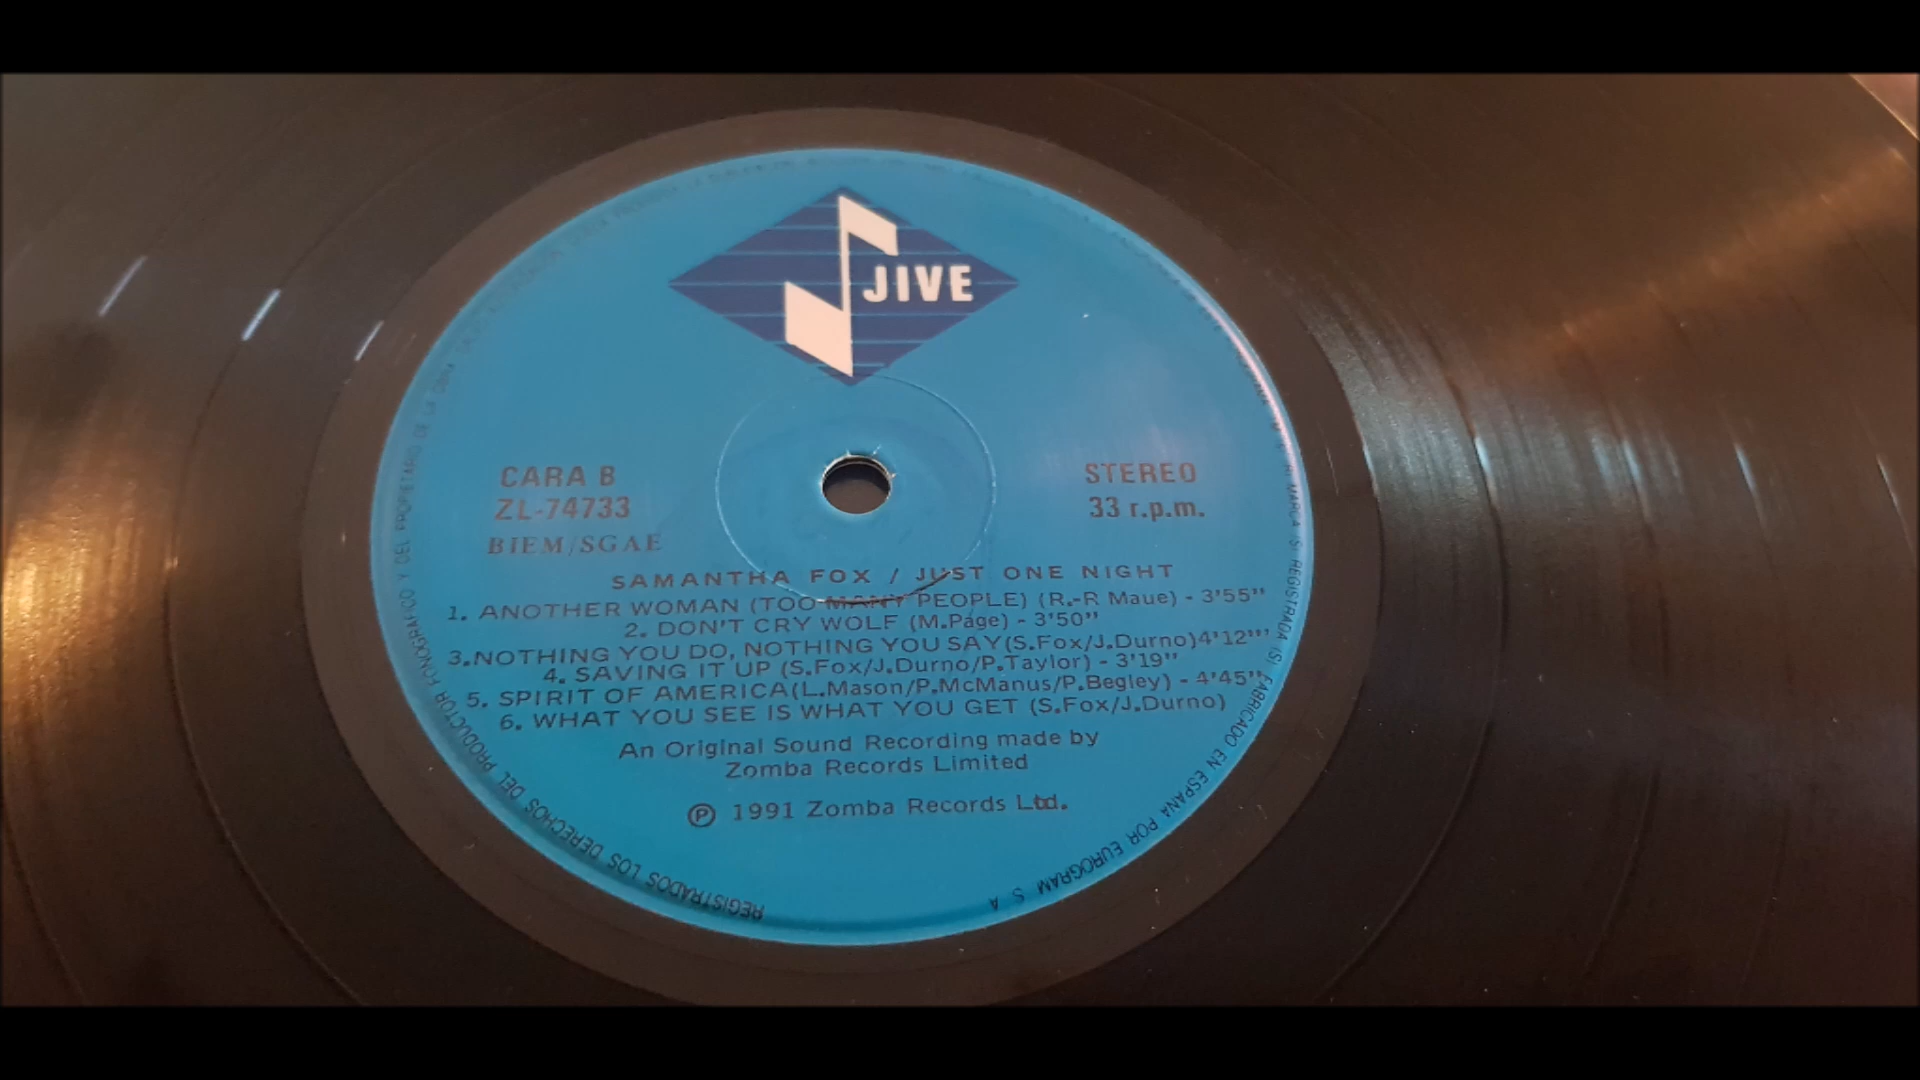 JIVE
CARA B
ZL-74733
BIEM/SGAE
STEREO
33 r.p.m.
SAMANTHA FOX / JUST ONE NIGHT
1. ANOTHER WOMAN (TOO MANY PEOPLE) (R.-R Maue) - 3'55''
2. DON'T CRY WOLF (M.Page) - 3'50''
3.NOTHING YOU DO, NOTHING YOU SAY(S.Fox/J.Durno)4'12'''
4. SAVING IT UP (S.Fox/J.Durno/P.Taylor) - 3'19''
5. SPIRIT OF AMERICA(L.Mason/P.McManus/P.Begley) - 4'45''
6. WHAT YOU SEE IS WHAT YOU GET (S.Fox/J.Durno)
An Original Sound Recording made by
Zomba Records Limited
Ⓟ 1991 Zomba Records Ltd.
REGISTRADOS LOS DERECHOS DEL PRODUCTOR FONOGRAFICO Y DEL PROPIETARIO DE LA OBRA
MARCA S! REGISTRADA (S) FABRICADO EN ESPANA POR EUROGRAM S A